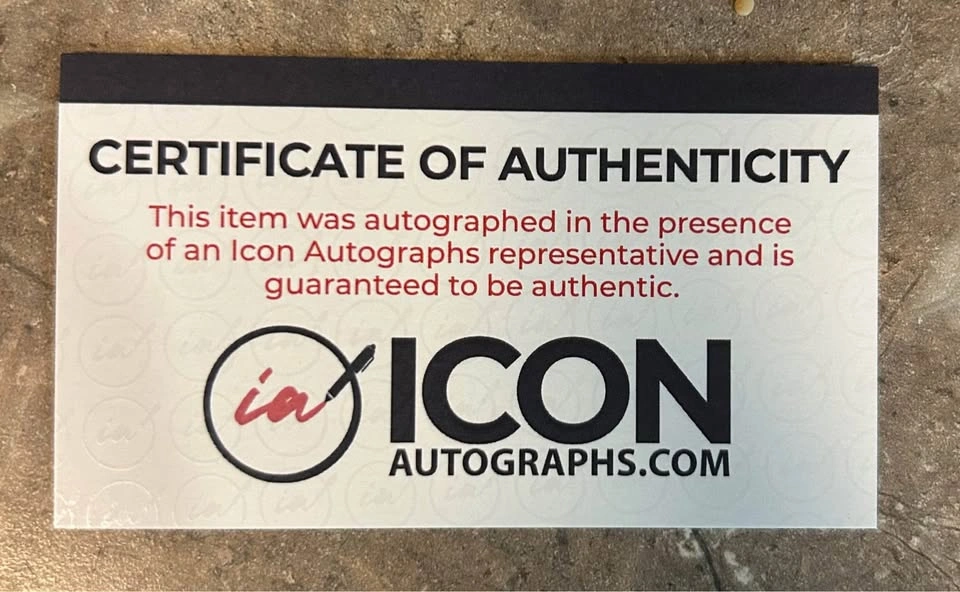 CERTIFICATE OF AUTHENTICITY
This item was autographed in the presence
of an Icon Autographs representative and is
guaranteed to be authentic.
ia ICON
AUTOGRAPHS.COM